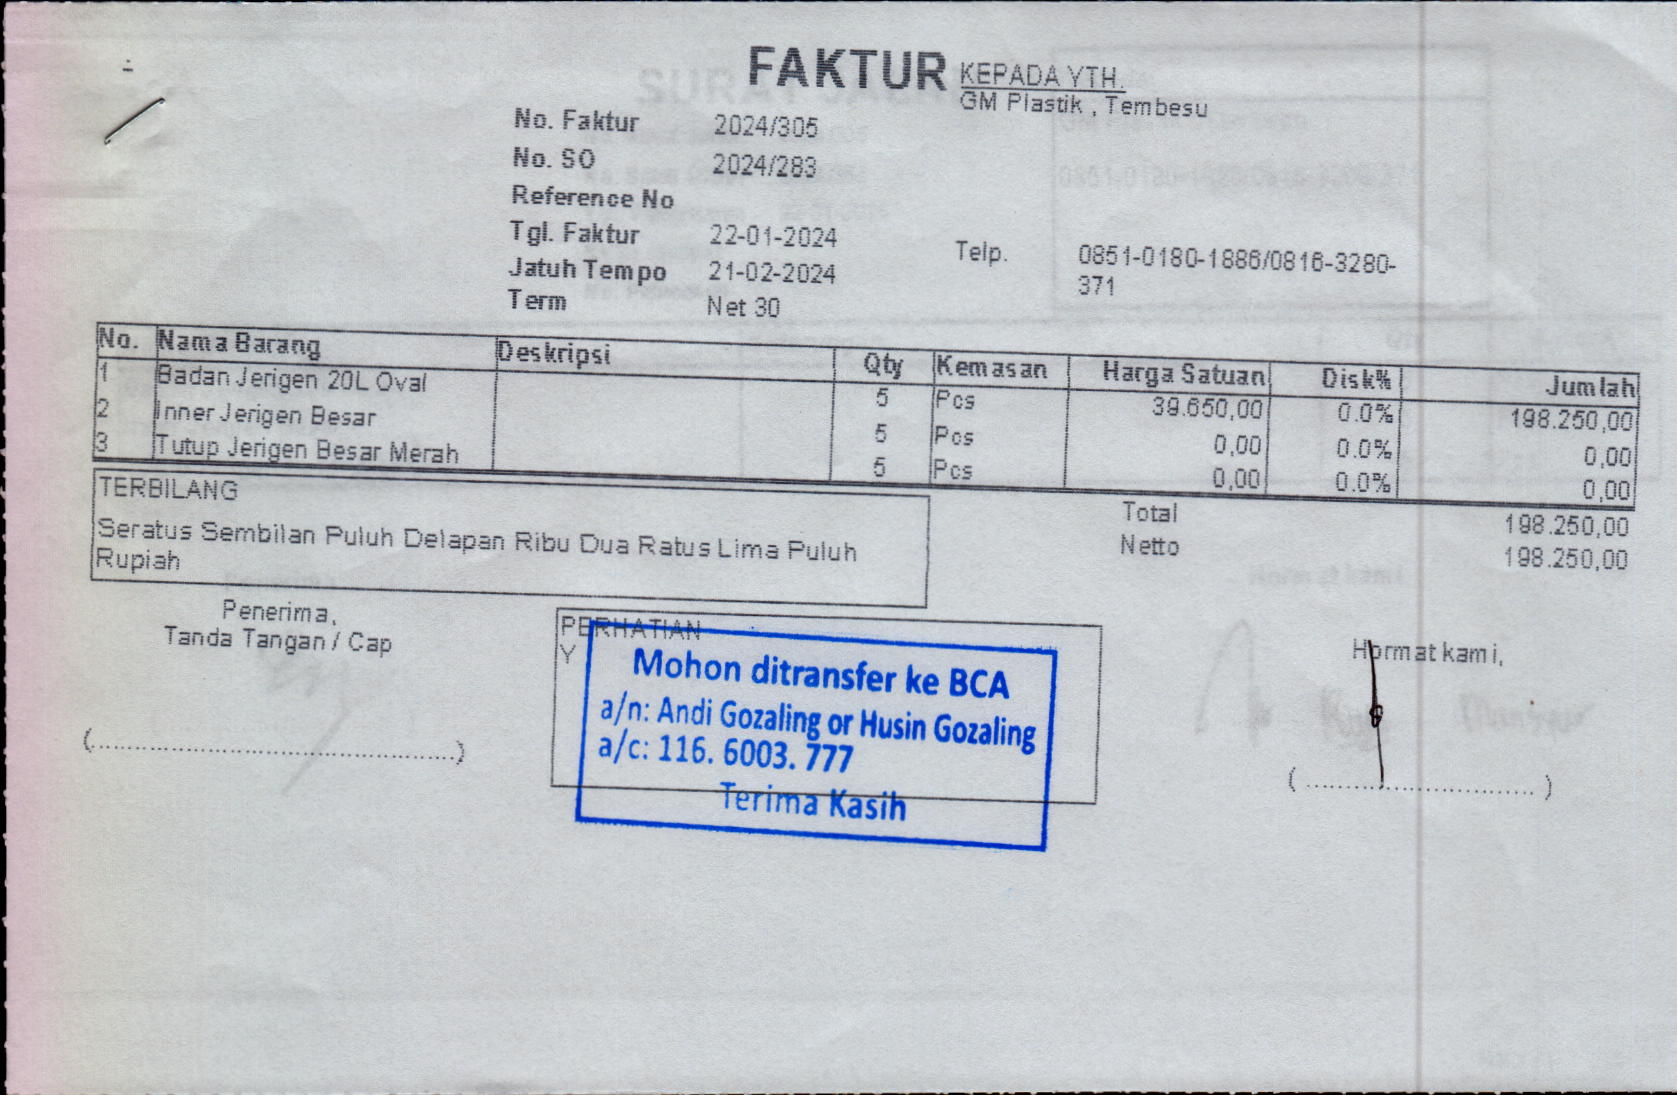 FAKTUR
KEPADA YTH.
GM Plastik , Tembesu
No. Faktur 2024/305
No. SO 2024/283
Reference No
Tgl. Faktur 22-01-2024
Telp. 0851-0180-1886/0816-3280-
371
Jatuh Tempo 21-02-2024
Term Net 30
No. Nama Barang Deskripsi Qty Kemasan Harga Satuan Disk% Jumlah
1 Badan Jerigen 20L Oval 5 Pcs 39.650,00 0.0% 198.250,00
2 Inner Jerigen Besar 5 Pcs 0,00 0.0% 0,00
3 Tutup Jerigen Besar Merah 5 Pcs 0,00 0.0% 0,00
TERBILANG
Seratus Sembilan Puluh Delapan Ribu Dua Ratus Lima Puluh
Rupiah
Total 198.250,00
Netto 198.250,00
Penerima,
Tanda Tangan / Cap
(..........................................................)
PERHATIAN
Y
Mohon ditransfer ke BCA
a/n: Andi Gozaling or Husin Gozaling
a/c: 116. 6003. 777
Terima Kasih
Hormat kami,
( .................................... )